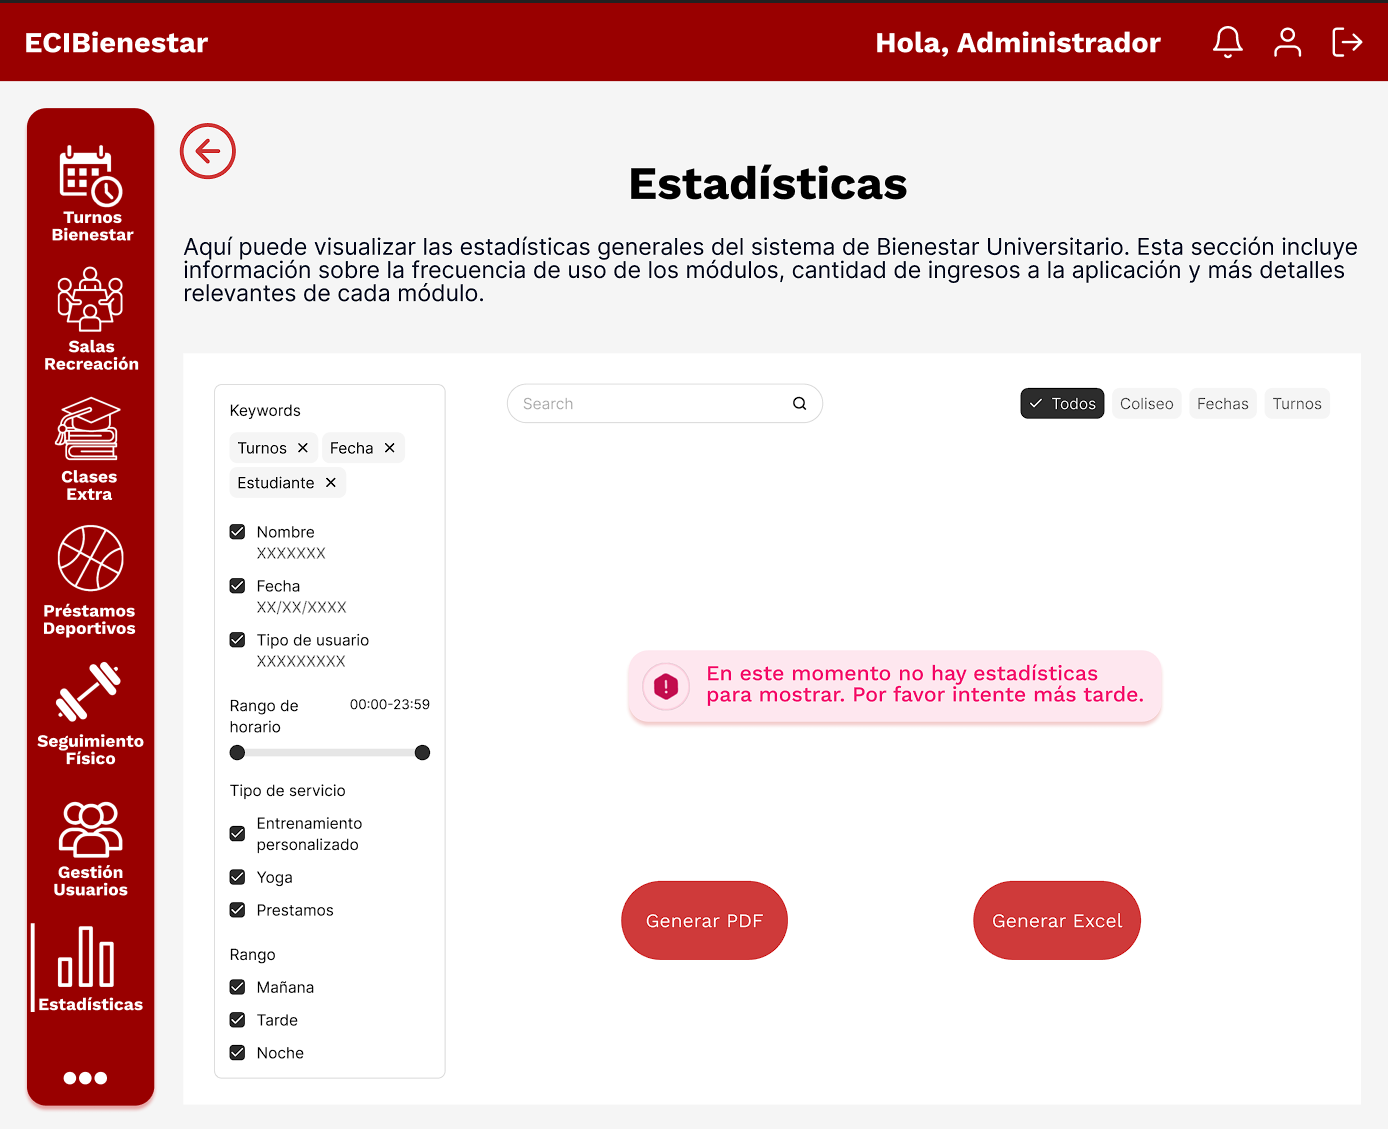 ECIBienestar
Hola, Administrador
Turnos
Bienestar
Salas
Recreación
Clases
Extra
Préstamos
Deportivos
Seguimiento
Físico
Gestión
Usuarios
Estadísticas
Estadísticas
Aquí puede visualizar las estadísticas generales del sistema de Bienestar Universitario. Esta sección incluye
información sobre la frecuencia de uso de los módulos, cantidad de ingresos a la aplicación y más detalles
relevantes de cada módulo.
Keywords
Turnos
Fecha
Estudiante
Nombre
XXXXXXX
Fecha
XX/XX/XXXX
Tipo de usuario
XXXXXXXXX
Rango de
horario
00:00-23:59
Tipo de servicio
Entrenamiento
personalizado
Yoga
Prestamos
Rango
Mañana
Tarde
Noche
Search
Todos
Coliseo
Fechas
Turnos
En este momento no hay estadísticas
para mostrar. Por favor intente más tarde.
Generar PDF
Generar Excel